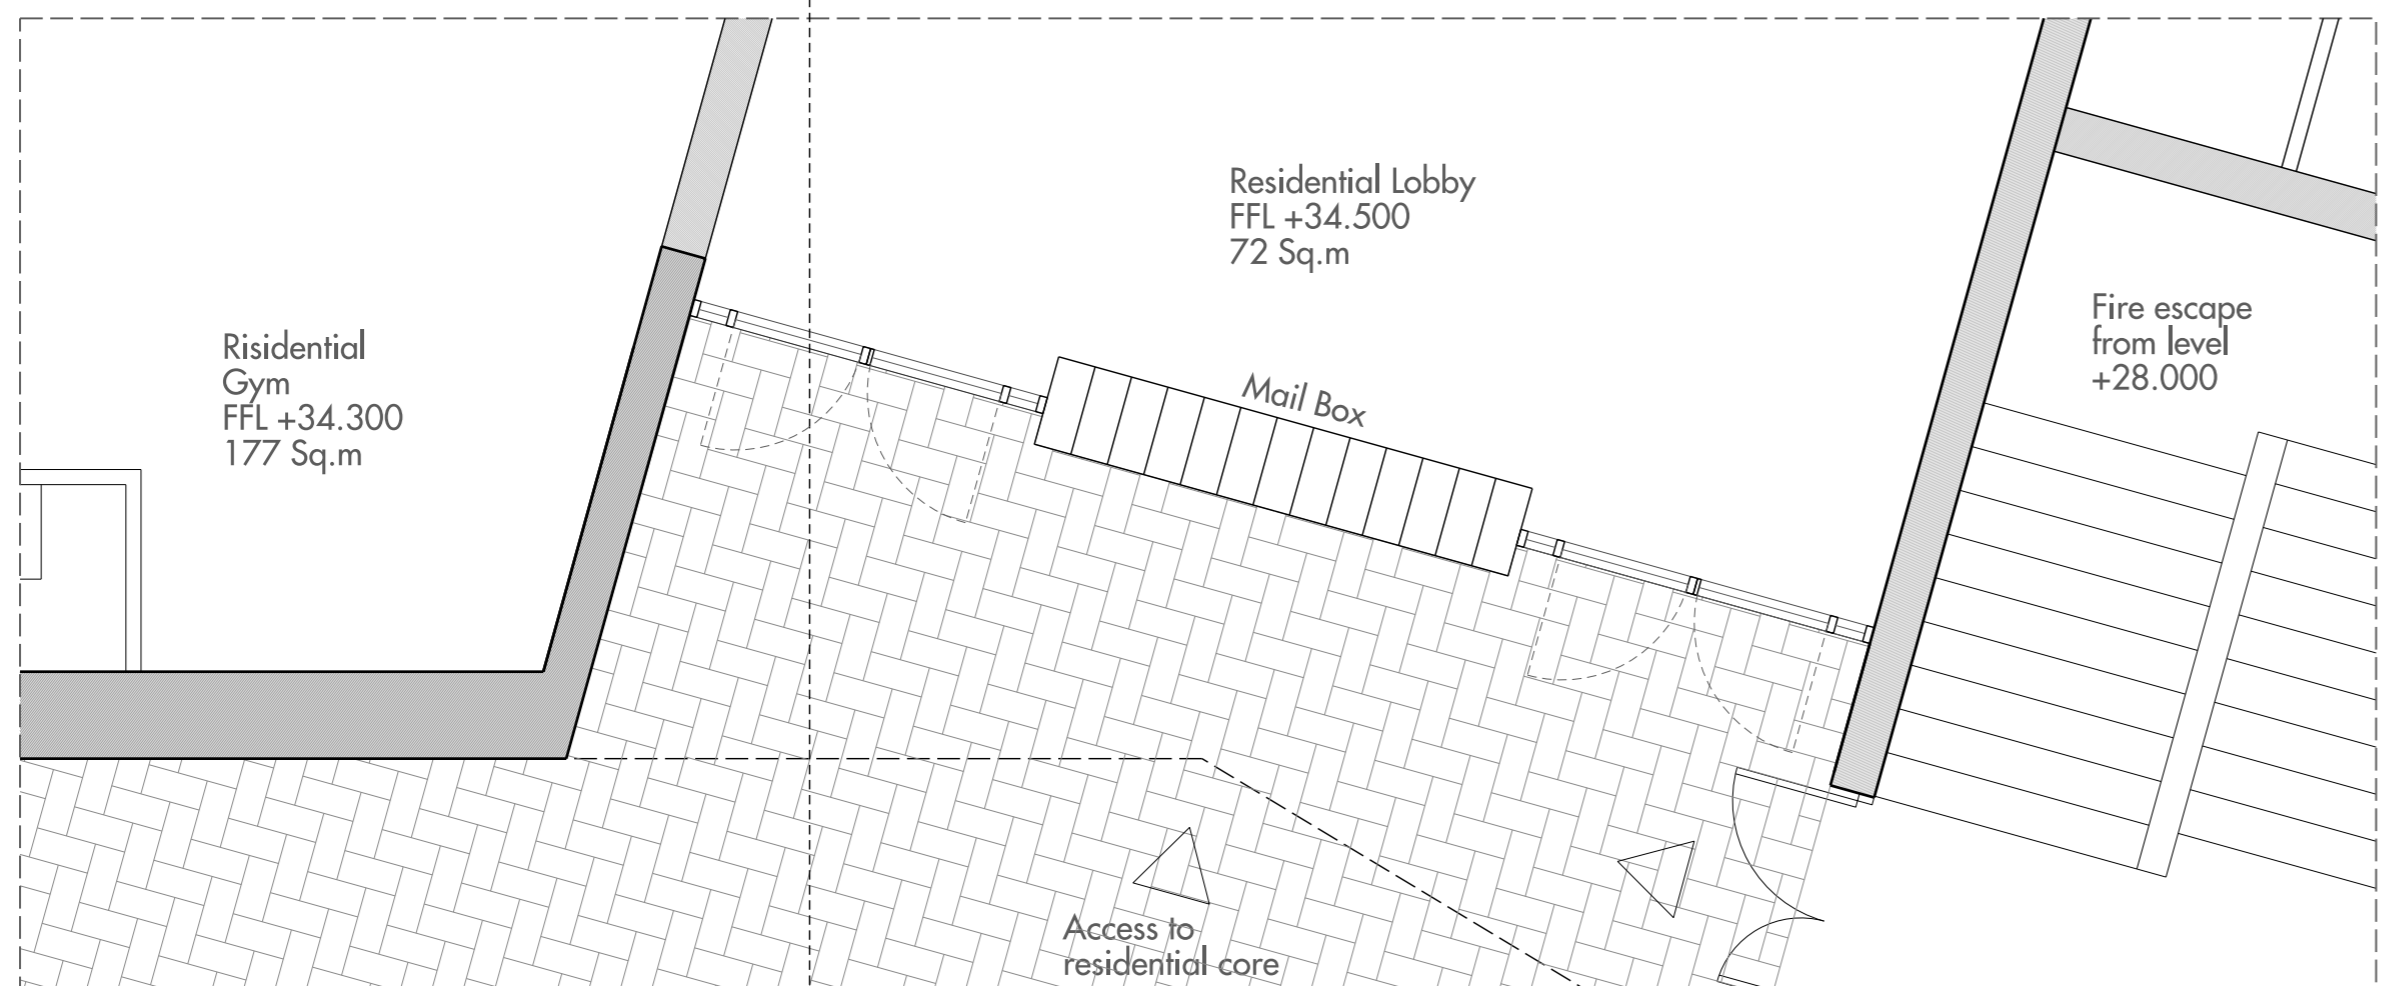 Residential Lobby
FFL +34.500
72 Sq.m
Risidential
Gym
FFL +34.300
177 Sq.m
Mail Box
Fire escape
from level
+28.000
Access to
residential core